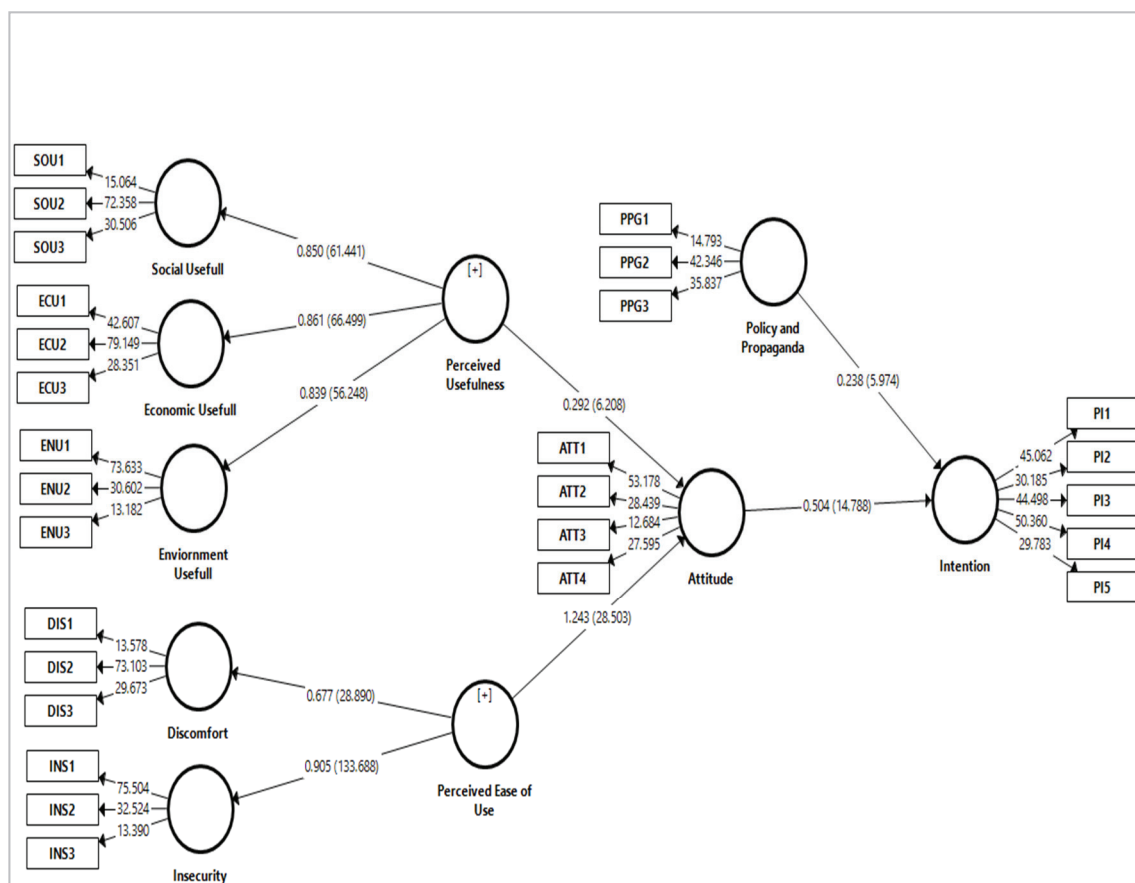 SOU1
15.064
SOU2
72.358
SOU3
30.506
Social Usefull
0.850 (61.441)
ECU1
42.607
ECU2
79.149
ECU3
28.351
Economic Usefull
0.861 (66.499)
ENU1
73.633
ENU2
30.602
ENU3
13.182
Enviornment
Usefull
0.839 (56.248)
[+]
Perceived
Usefulness
0.292 (6.208)
DIS1
13.578
DIS2
73.103
DIS3
29.673
Discomfort
0.677 (28.890)
INS1
75.504
INS2
32.524
INS3
13.390
Insecurity
0.905 (133.688)
[+]
Perceived Ease of
Use
1.243 (28.503)
ATT1
53.178
ATT2
28.439
ATT3
12.684
ATT4
27.595
Attitude
0.504 (14.788)
PPG1
14.793
PPG2
42.346
PPG3
35.837
Policy and
Propaganda
0.238 (5.974)
Intention
PI1
45.062
PI2
30.185
PI3
44.498
PI4
50.360
PI5
29.783